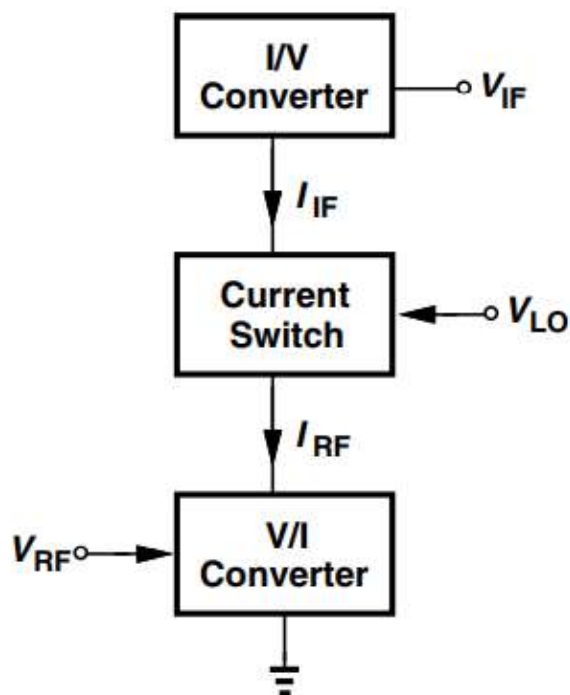 I/V
Converter
V_IF
I_IF
Current
Switch
V_LO
I_RF
V_RF
V/I
Converter